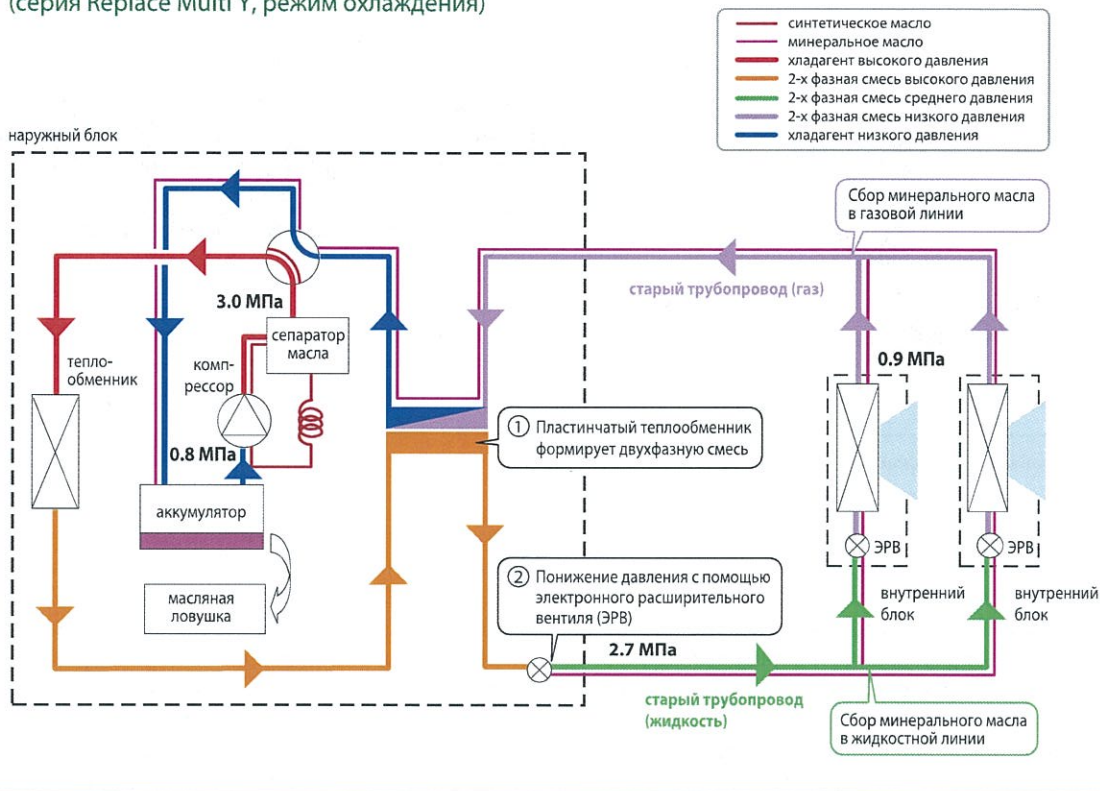 (серия Replace Multi Y, режим охлаждения)
синтетическое масло
минеральное масло
хладагент высокого давления
2-х фазная смесь высокого давления
2-х фазная смесь среднего давления
2-х фазная смесь низкого давления
хладагент низкого давления
наружный блок
Сбор минерального масла
в газовой линии
старый трубопровод (газ)
3.0 МПа
сепаратор
масла
тепло-
обменник
комп-
рессор
0.9 МПа
1 Пластинчатый теплообменник
формирует двухфазную смесь
0.8 МПа
аккумулятор
ЭРВ
ЭРВ
масляная
ловушка
2 Понижение давления с помощью
электронного расширительного
вентиля (ЭРВ)
внутренний
блок
внутренний
блок
2.7 МПа
старый трубопровод
(жидкость)
Сбор минерального масла
в жидкостной линии